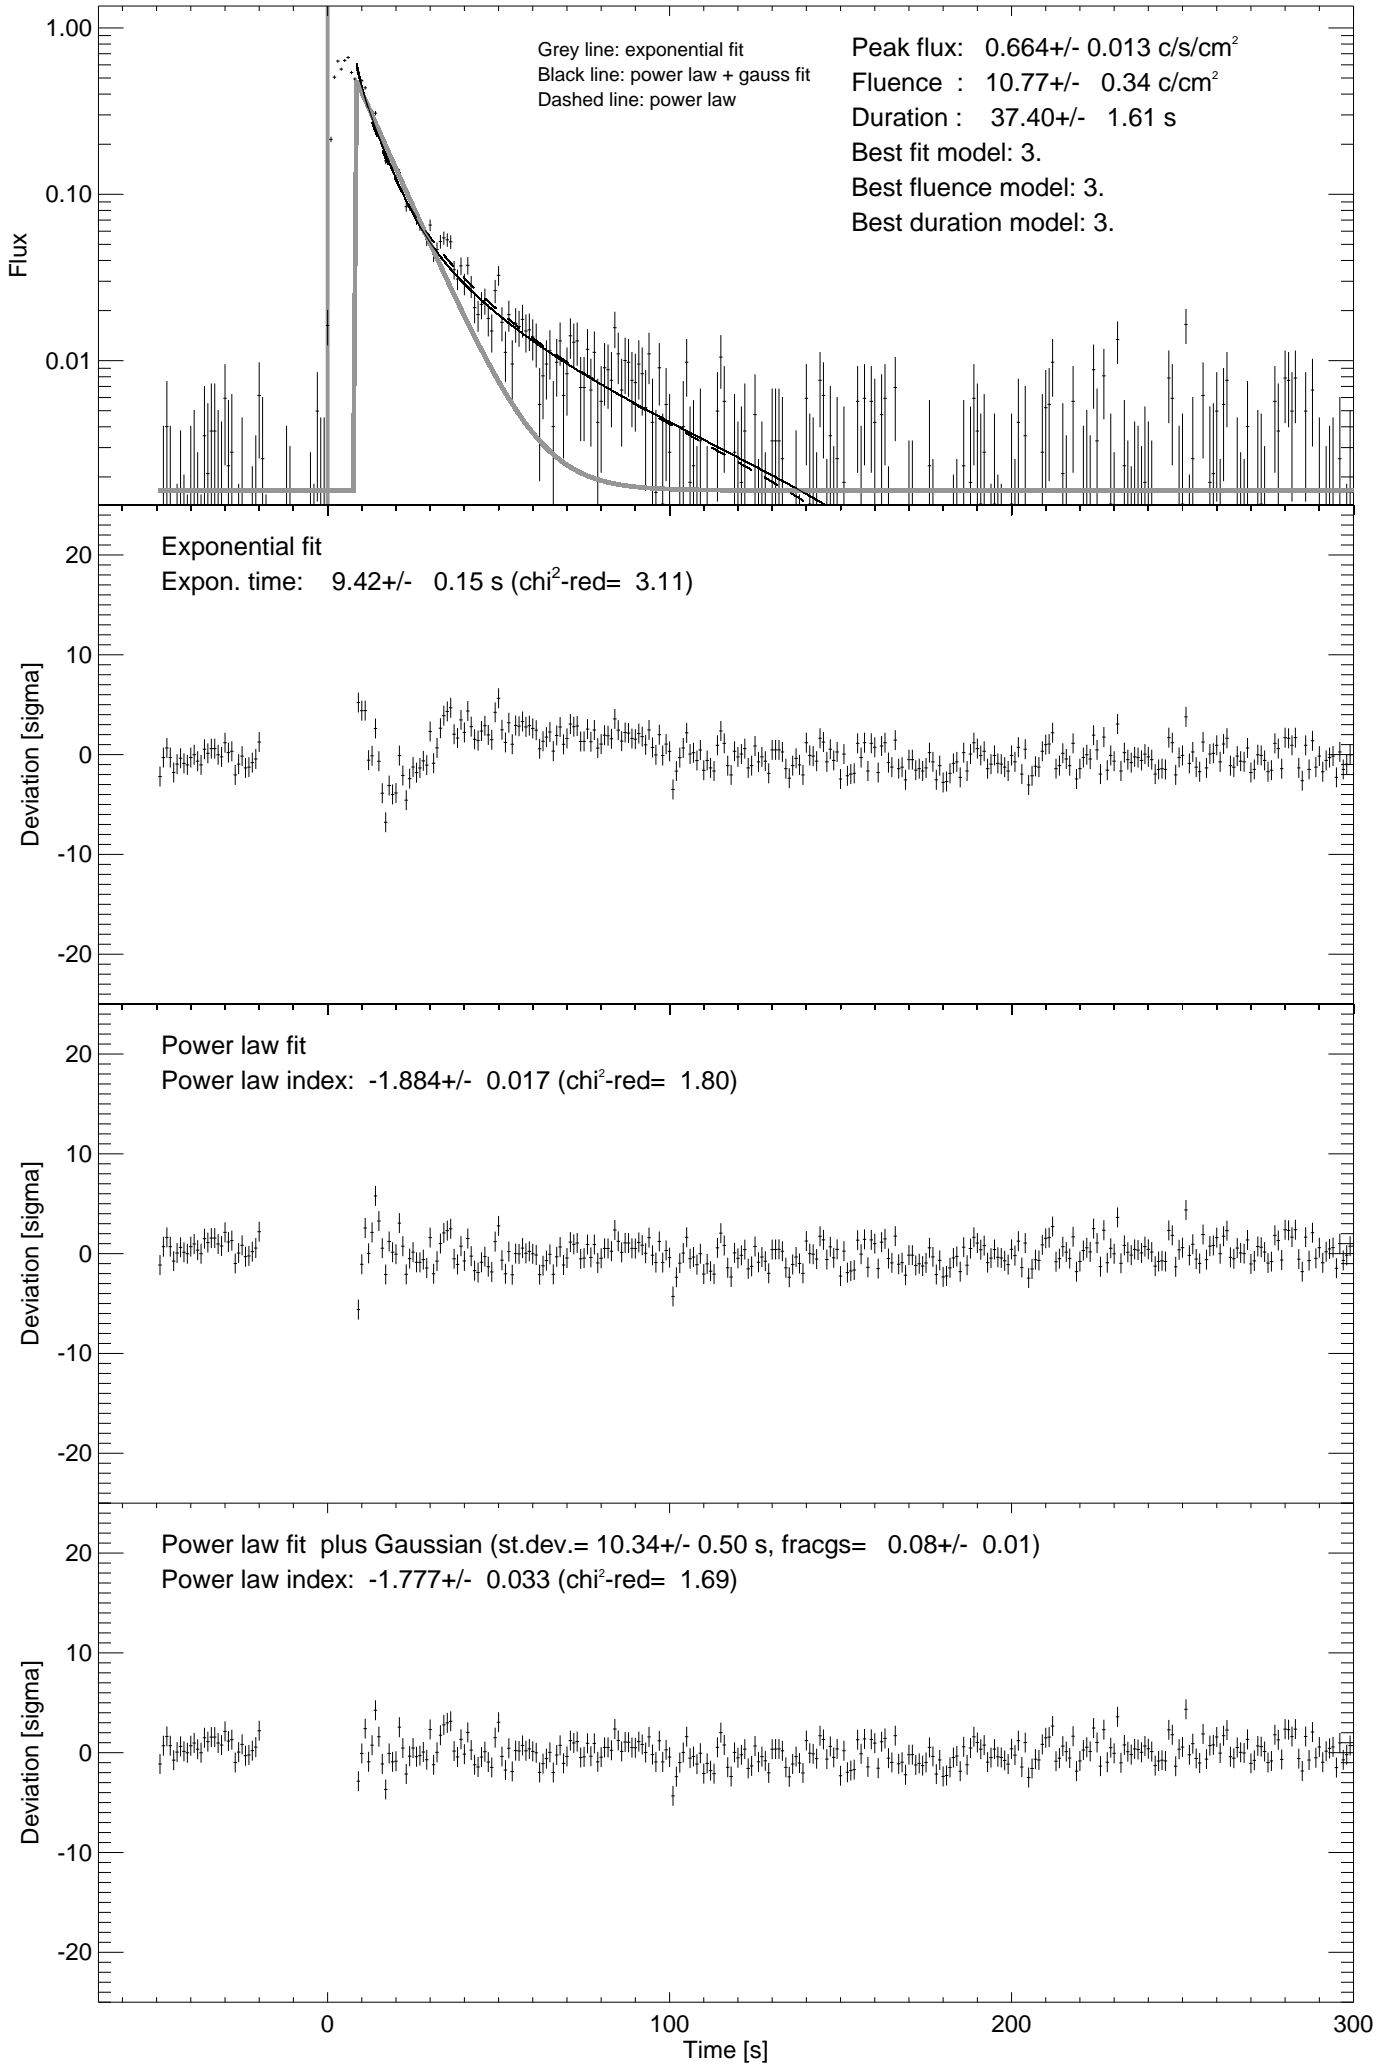 1.00
0.10
0.01
Flux
Grey line: exponential fit
Black line: power law + gauss fit
Dashed line: power law
Peak flux: 0.664+/- 0.013 c/s/cm²
Fluence : 10.77+/- 0.34 c/cm²
Duration : 37.40+/- 1.61 s
Best fit model: 3.
Best fluence model: 3.
Best duration model: 3.
20
10
0
-10
-20
Deviation [sigma]
Exponential fit
Expon. time: 9.42+/- 0.15 s (chi²-red= 3.11)
20
10
0
-10
-20
Deviation [sigma]
Power law fit
Power law index: -1.884+/- 0.017 (chi²-red= 1.80)
20
10
0
-10
-20
Deviation [sigma]
Power law fit plus Gaussian (st.dev.= 10.34+/- 0.50 s, fracgs= 0.08+/- 0.01)
Power law index: -1.777+/- 0.033 (chi²-red= 1.69)
0
100
200
300
Time [s]